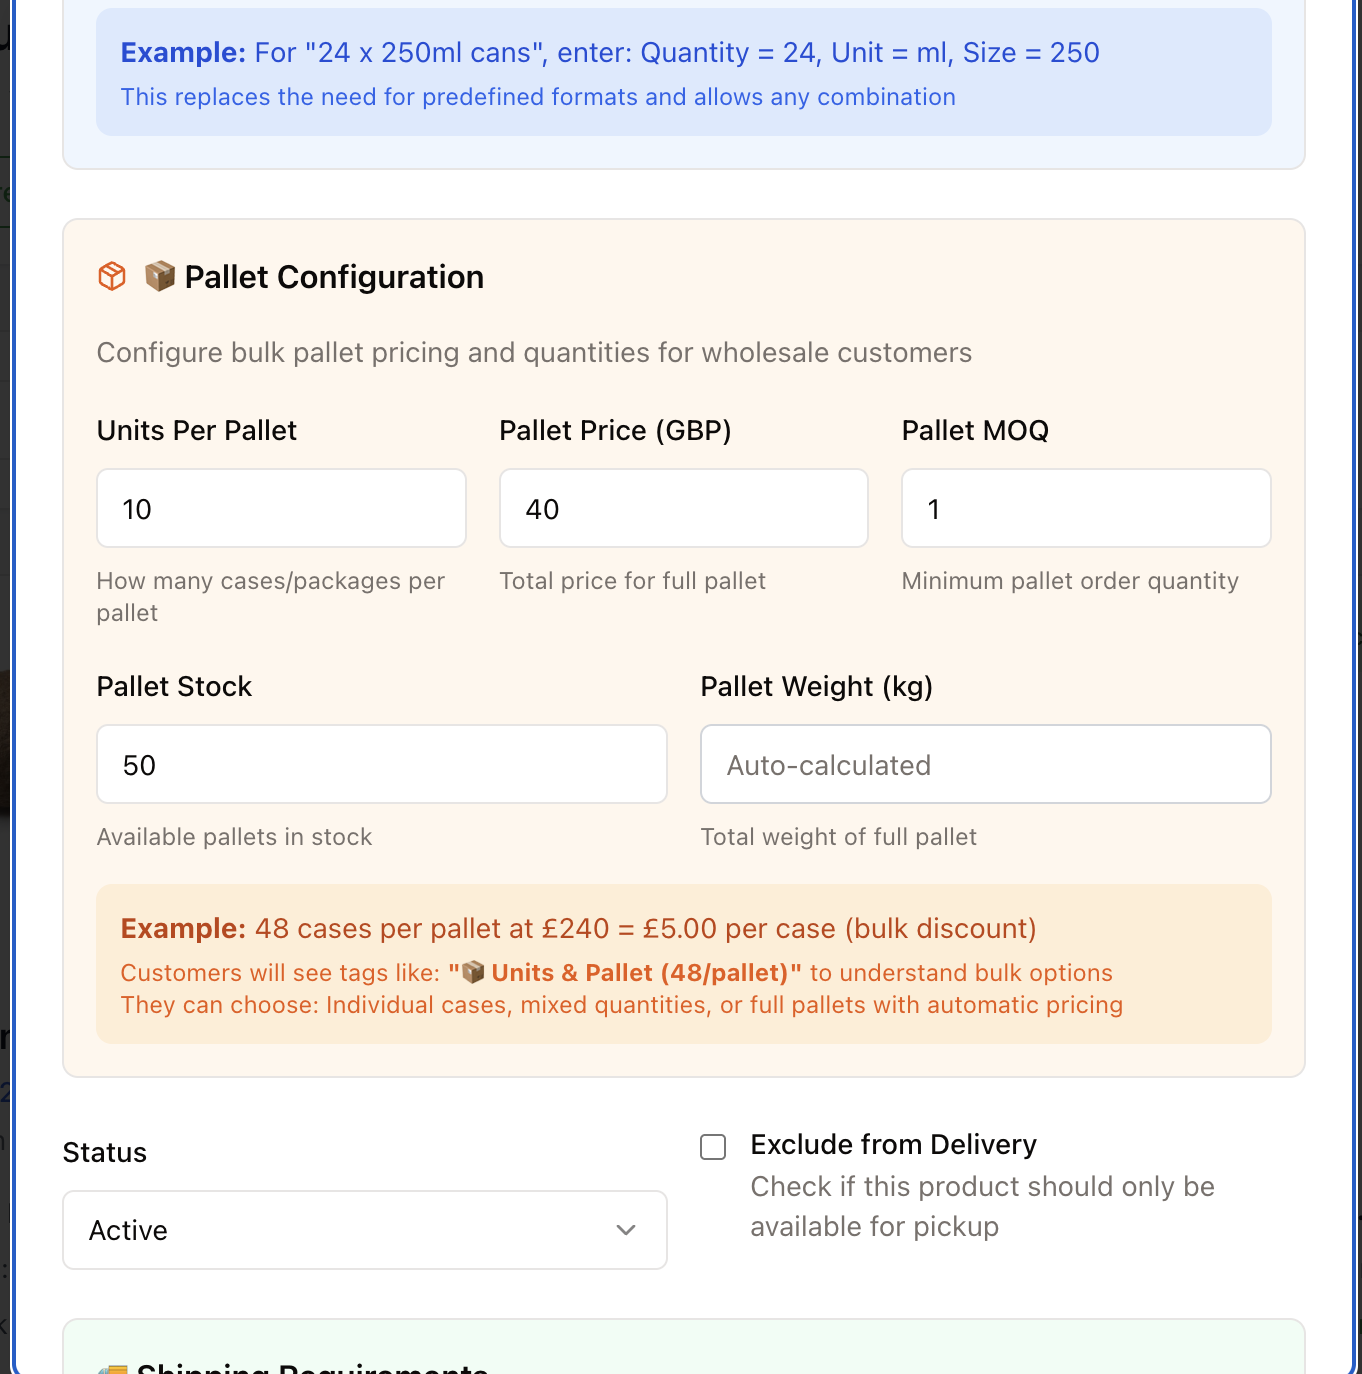 Example: For "24 x 250ml cans", enter: Quantity = 24, Unit = ml, Size = 250
This replaces the need for predefined formats and allows any combination
📦 Pallet Configuration
Configure bulk pallet pricing and quantities for wholesale customers
Units Per Pallet
Pallet Price (GBP)
Pallet MOQ
10
40
1
How many cases/packages per
pallet
Total price for full pallet
Minimum pallet order quantity
Pallet Stock
Pallet Weight (kg)
50
Auto-calculated
Available pallets in stock
Total weight of full pallet
Example: 48 cases per pallet at £240 = £5.00 per case (bulk discount)
Customers will see tags like: "📦 Units & Pallet (48/pallet)" to understand bulk options
They can choose: Individual cases, mixed quantities, or full pallets with automatic pricing
Status
Exclude from Delivery
Check if this product should only be
available for pickup
Active
🚚 Shipping Requirements